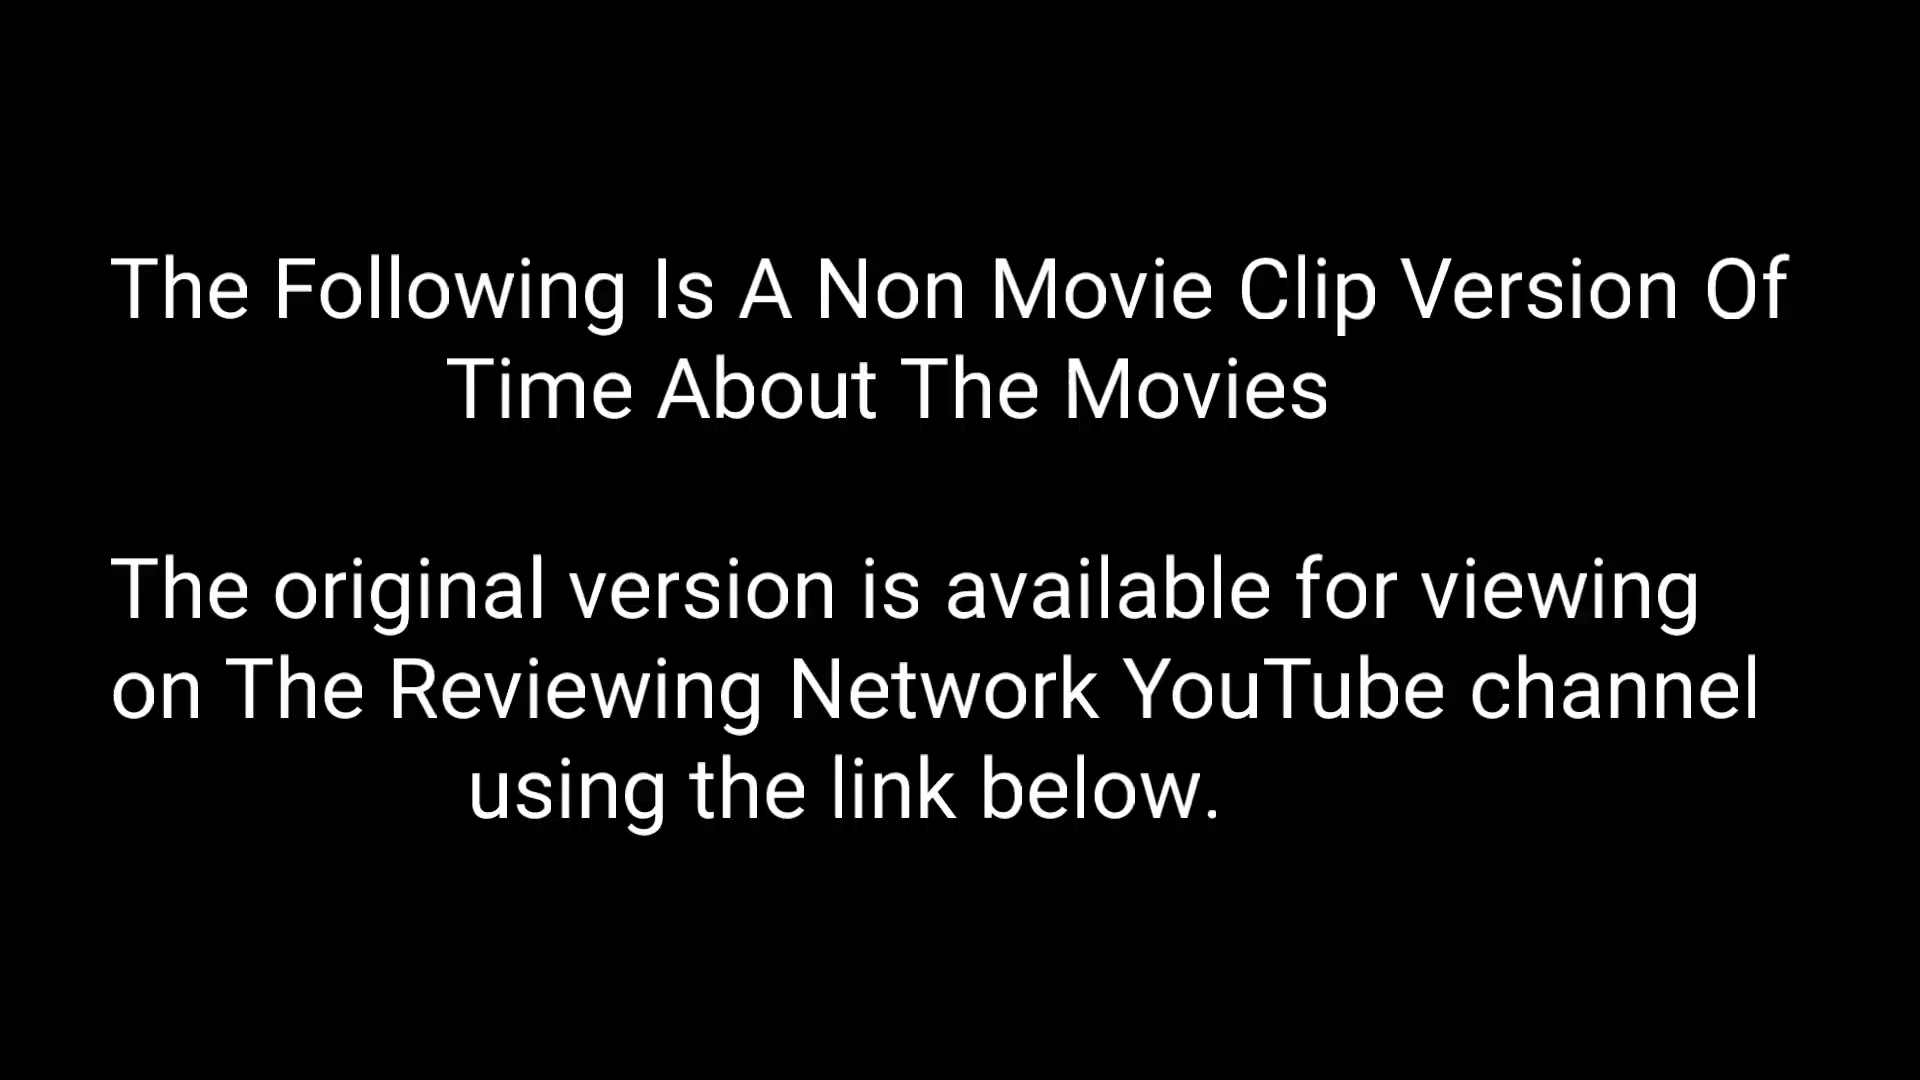 The Following Is A Non Movie Clip Version Of
Time About The Movies
The original version is available for viewing
on The Reviewing Network YouTube channel
using the link below.